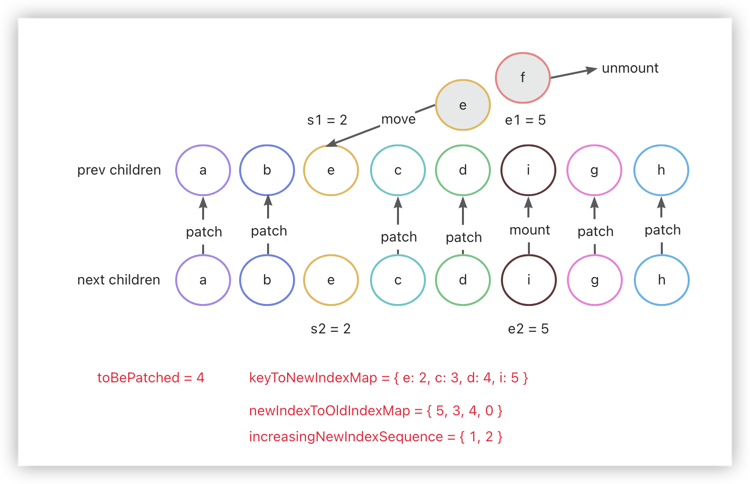 f
unmount
e
s1 = 2
move
e1 = 5
prev children a b e c d i g h
patch patch patch patch mount patch patch
next children a b e c d i g h
s2 = 2 e2 = 5
toBePatched = 4 keyToNewIndexMap = { e: 2, c: 3, d: 4, i: 5 }
newIndexToOldIndexMap = { 5, 3, 4, 0 }
increasingNewIndexSequence = { 1, 2 }